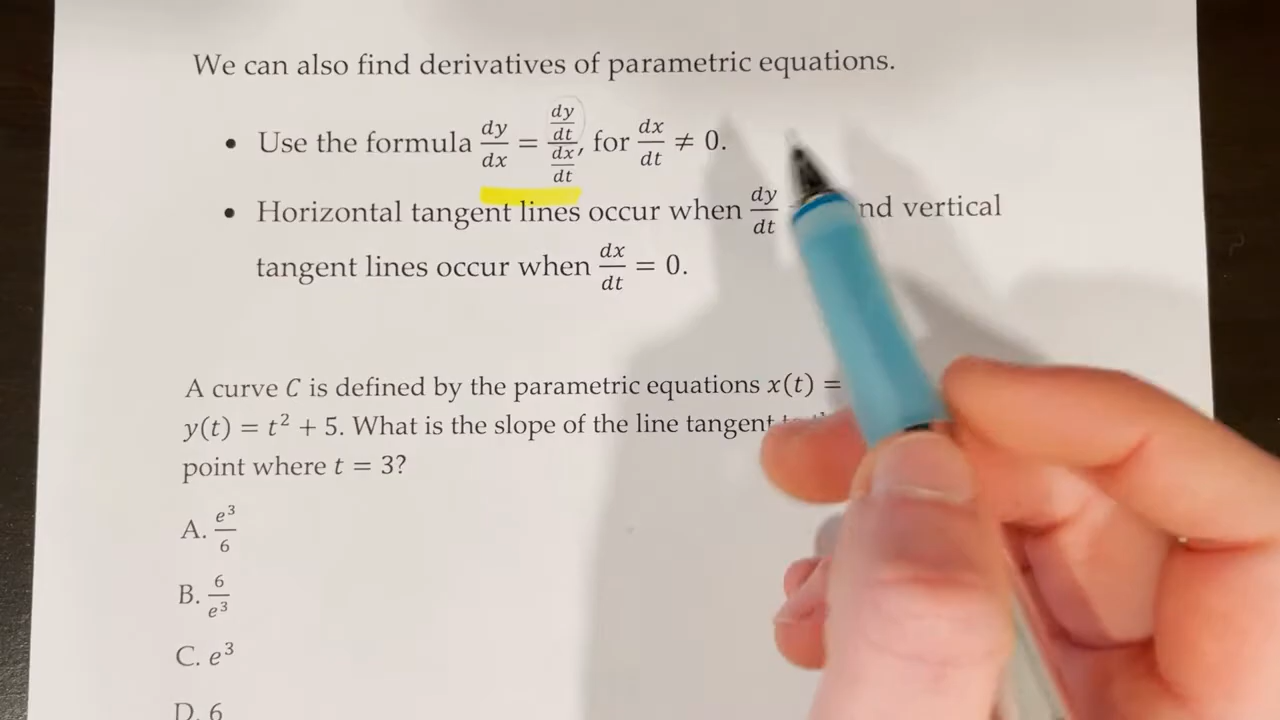 We can also find derivatives of parametric equations.
• Use the formula dy/dx = (dy/dt)/(dx/dt), for dx/dt ≠ 0.
• Horizontal tangent lines occur when dy/dt nd vertical
tangent lines occur when dx/dt = 0.
A curve C is defined by the parametric equations x(t) =
y(t) = t² + 5. What is the slope of the line tangent
point where t = 3?
A. e³/6
B. 6/e³
C. e³
D. 6